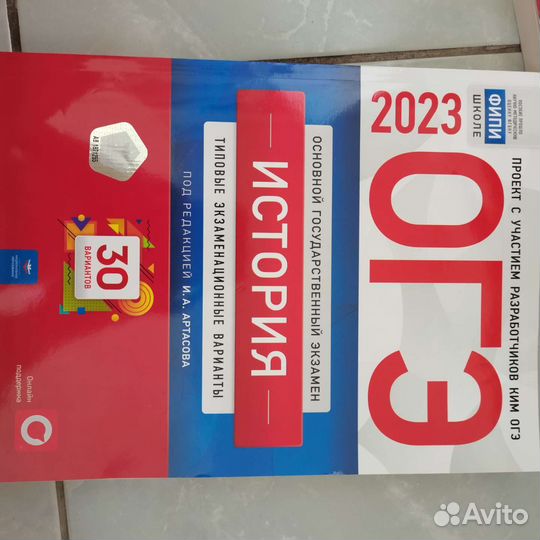 ПРОЕКТ С УЧАСТИЕМ РАЗРАБОТЧИКОВ КИМ ОГЭ
ФИПИ
ШКОЛЕ
2023
ОГЭ
ОСНОВНОЙ ГОСУДАРСТВЕННЫЙ ЭКЗАМЕН
ИСТОРИЯ
ТИПОВЫЕ ЭКЗАМЕНАЦИОННЫЕ ВАРИАНТЫ
ПОД РЕДАКЦИЕЙ И. А. АРТАСОВА
30
ВАРИАНТОВ
Онлайн
поддержка
Avito